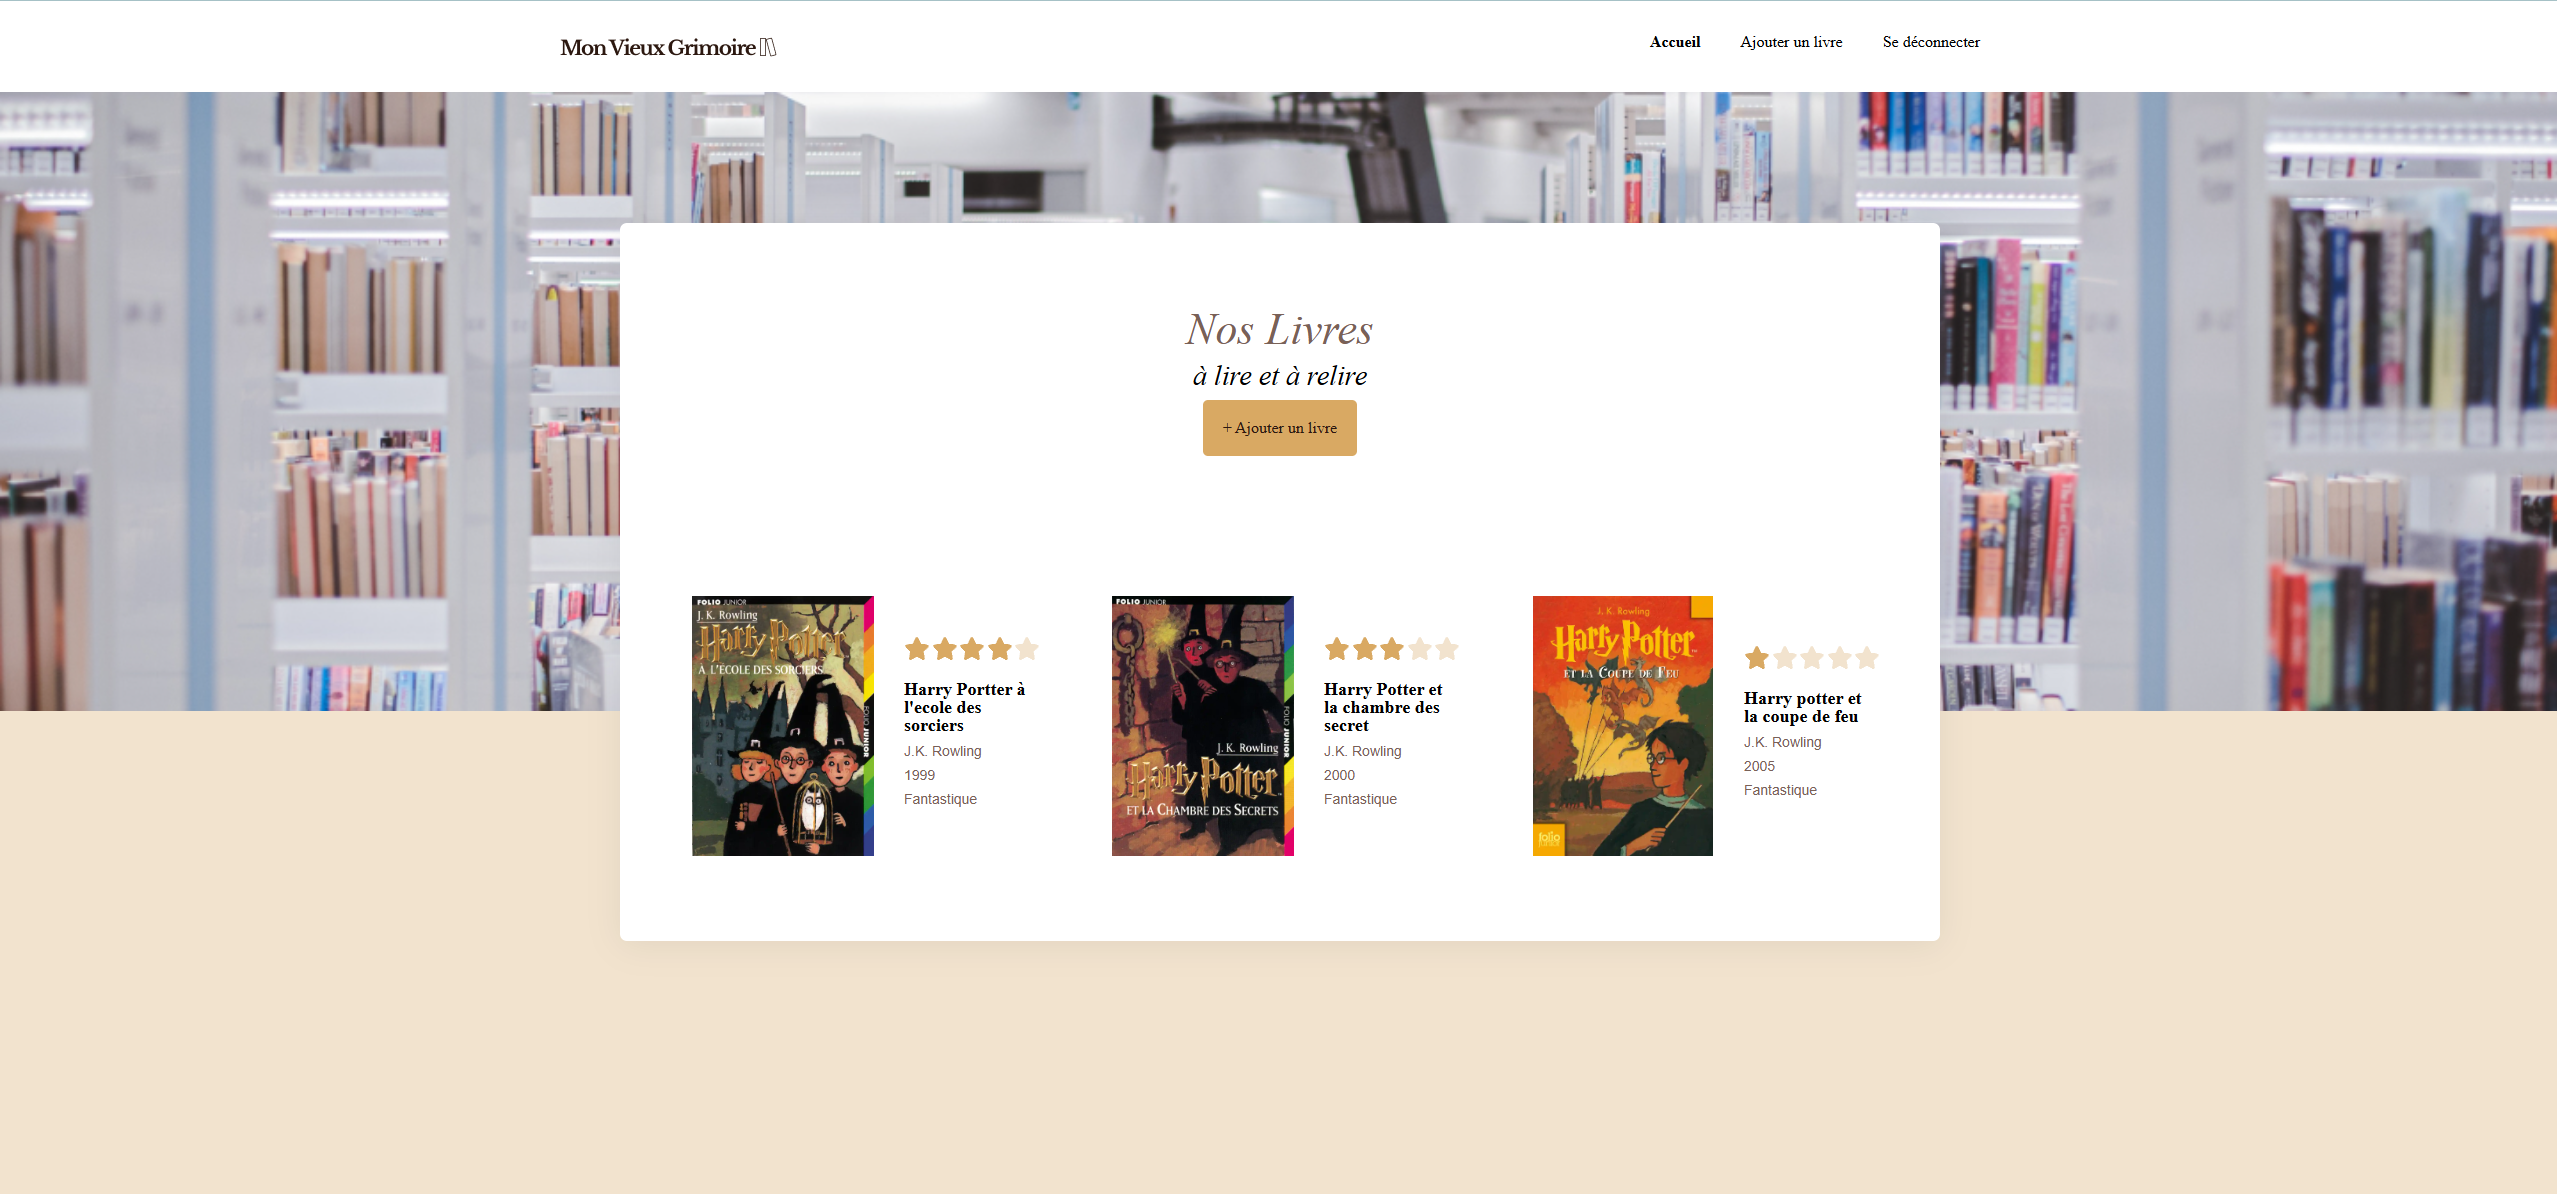 Mon Vieux Grimoire
Accueil
Ajouter un livre
Se déconnecter
Nos Livres
à lire et à relire
+ Ajouter un livre
FOLIO JUNIOR
J. K. Rowling
Harry Potter
À L'ÉCOLE DES SORCIERS
FOLIO JUNIOR
Harry Portter à
l'ecole des
sorciers
J.K. Rowling
1999
Fantastique
FOLIO JUNIOR
J. K. Rowling
Harry Potter
ET LA CHAMBRE DES SECRETS
FOLIO JUNIOR
Harry Potter et
la chambre des
secret
J.K. Rowling
2000
Fantastique
J. K. Rowling
Harry Potter
ET LA COUPE DE FEU
folio
Harry potter et
la coupe de feu
J.K. Rowling
2005
Fantastique